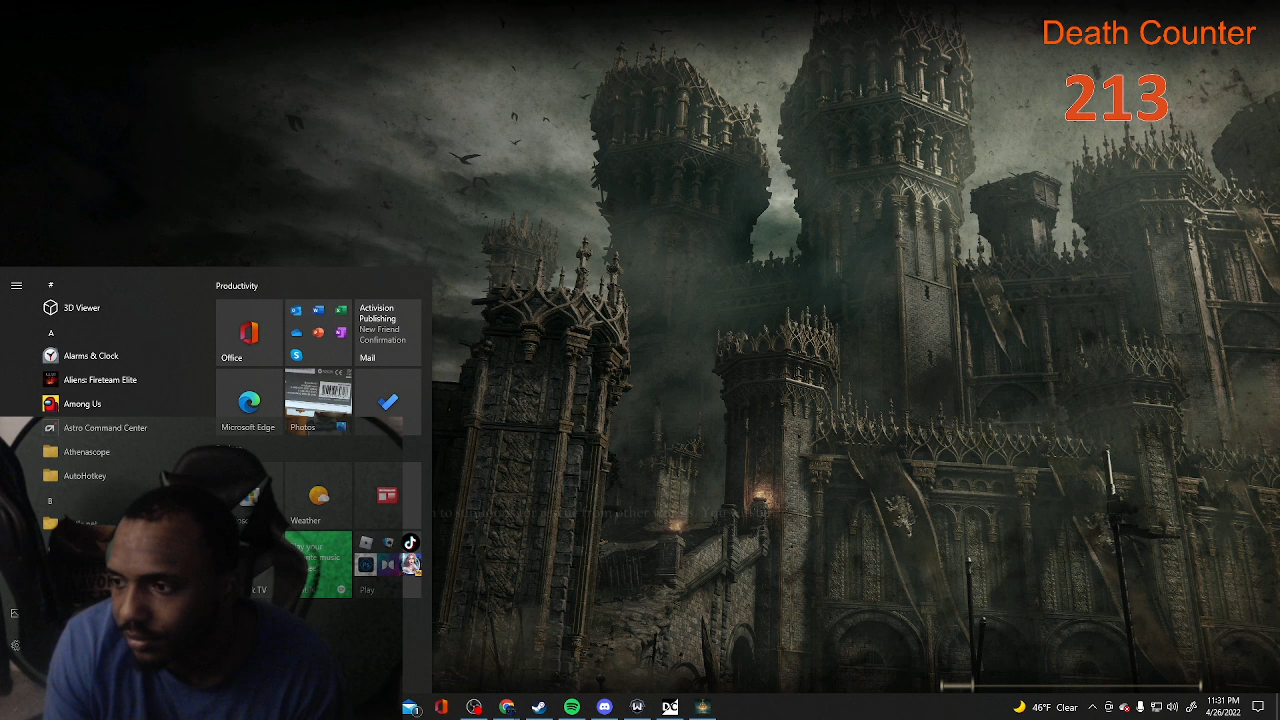 Death Counter
213
#
Productivity
3D Viewer
A
Alarms & Clock
Aliens: Fireteam Elite
Among Us
Astro Command Center
Athenascope
AutoHotkey
B
Office
Activision
Publishing
New Friend
Confirmation
Mail
Microsoft Edge
Photos
Weather
from other
Play
46°F Clear
11:31 PM
4/26/2022